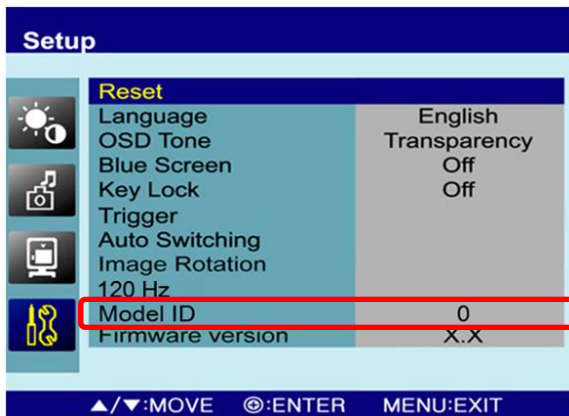 Setup
Reset
Language English
OSD Tone Transparency
Blue Screen Off
Key Lock Off
Trigger
Auto Switching
Image Rotation
120 Hz
Model ID 0
Firmware version X.X
▲/▼:MOVE ⊕:ENTER MENU:EXIT